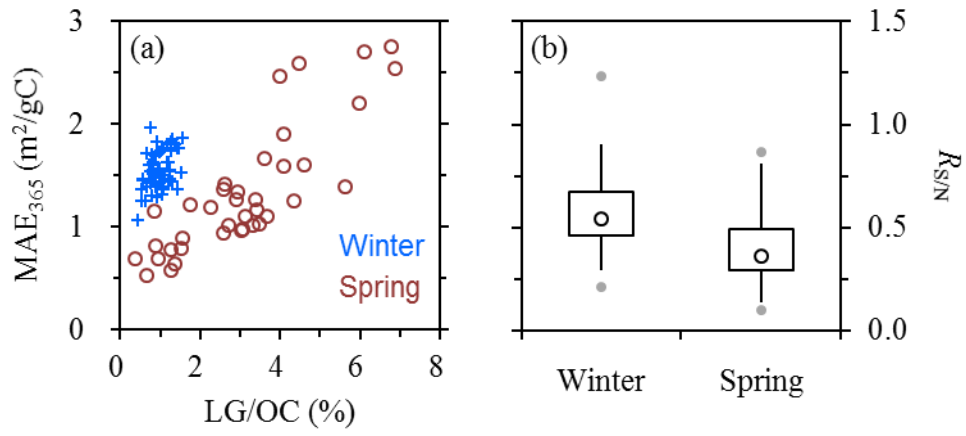 (a)
MAE₃₆₅ (m²/gC)
3
2
1
0
Winter
Spring
0 2 4 6 8
LG/OC (%)
(b)
1.5
1.0
0.5
0.0
R_S/N
Winter Spring